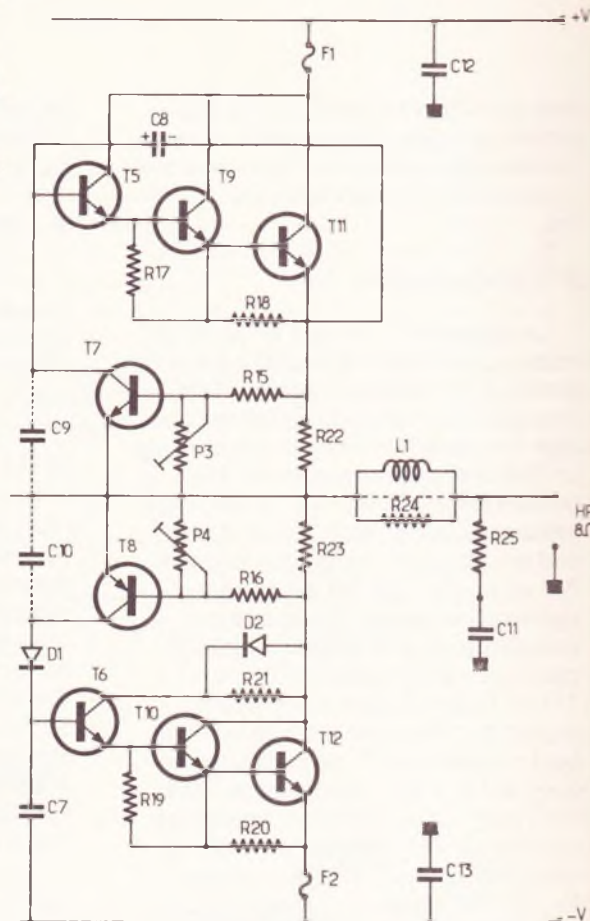 +V
F1
C12
C8
+ -
T5
T9
T11
R17
R18
T7
R15
C9
P3
R22
L1
R24
HP
8Ω
R25
C10
T8
P4
R23
R16
D2
C11
D1
R21
T6
T10
T12
C7
R19
R20
F2
C13
-V